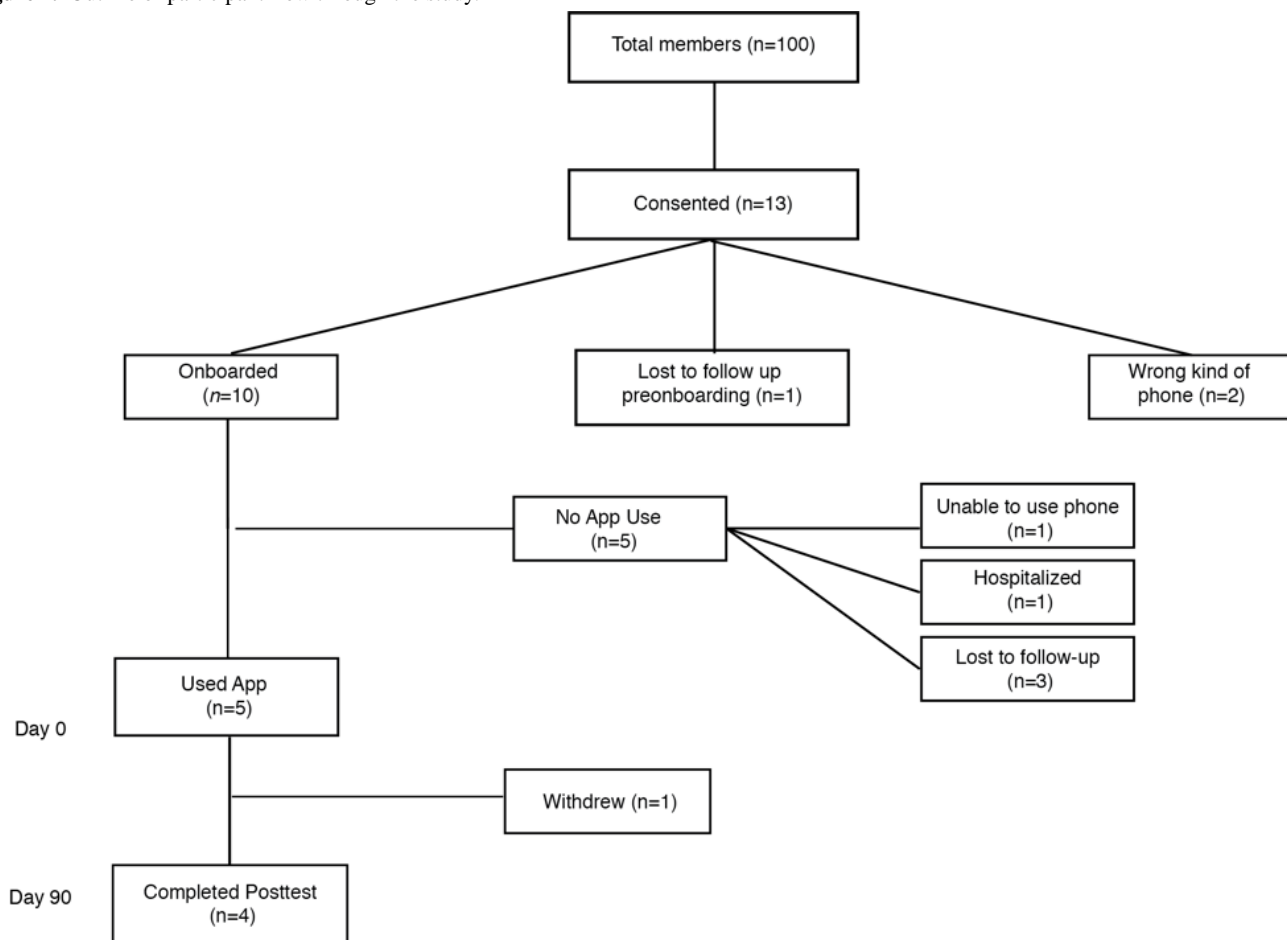 Total members (n=100)
Consented (n=13)
Onboarded
(n=10)
Lost to follow up
preonboarding (n=1)
Wrong kind of
phone (n=2)
No App Use
(n=5)
Unable to use phone
(n=1)
Hospitalized
(n=1)
Lost to follow-up
(n=3)
Used App
(n=5)
Day 0
Withdrew (n=1)
Day 90
Completed Posttest
(n=4)